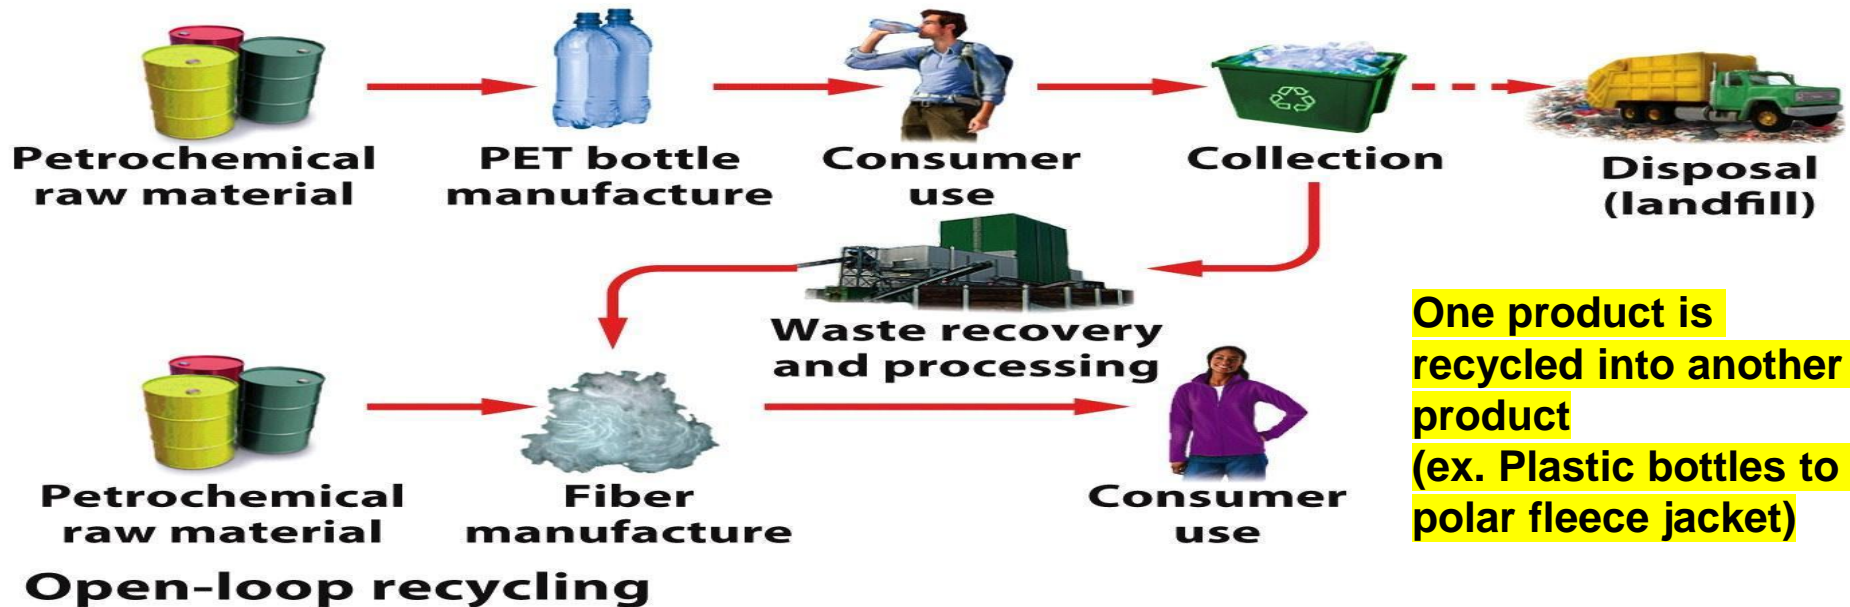 Petrochemical
raw material
PET bottle
manufacture
Consumer
use
Collection
Disposal
(landfill)
Waste recovery
and processing
One product is
recycled into another
product
(ex. Plastic bottles to
polar fleece jacket)
Petrochemical
raw material
Fiber
manufacture
Consumer
use
Open-loop recycling